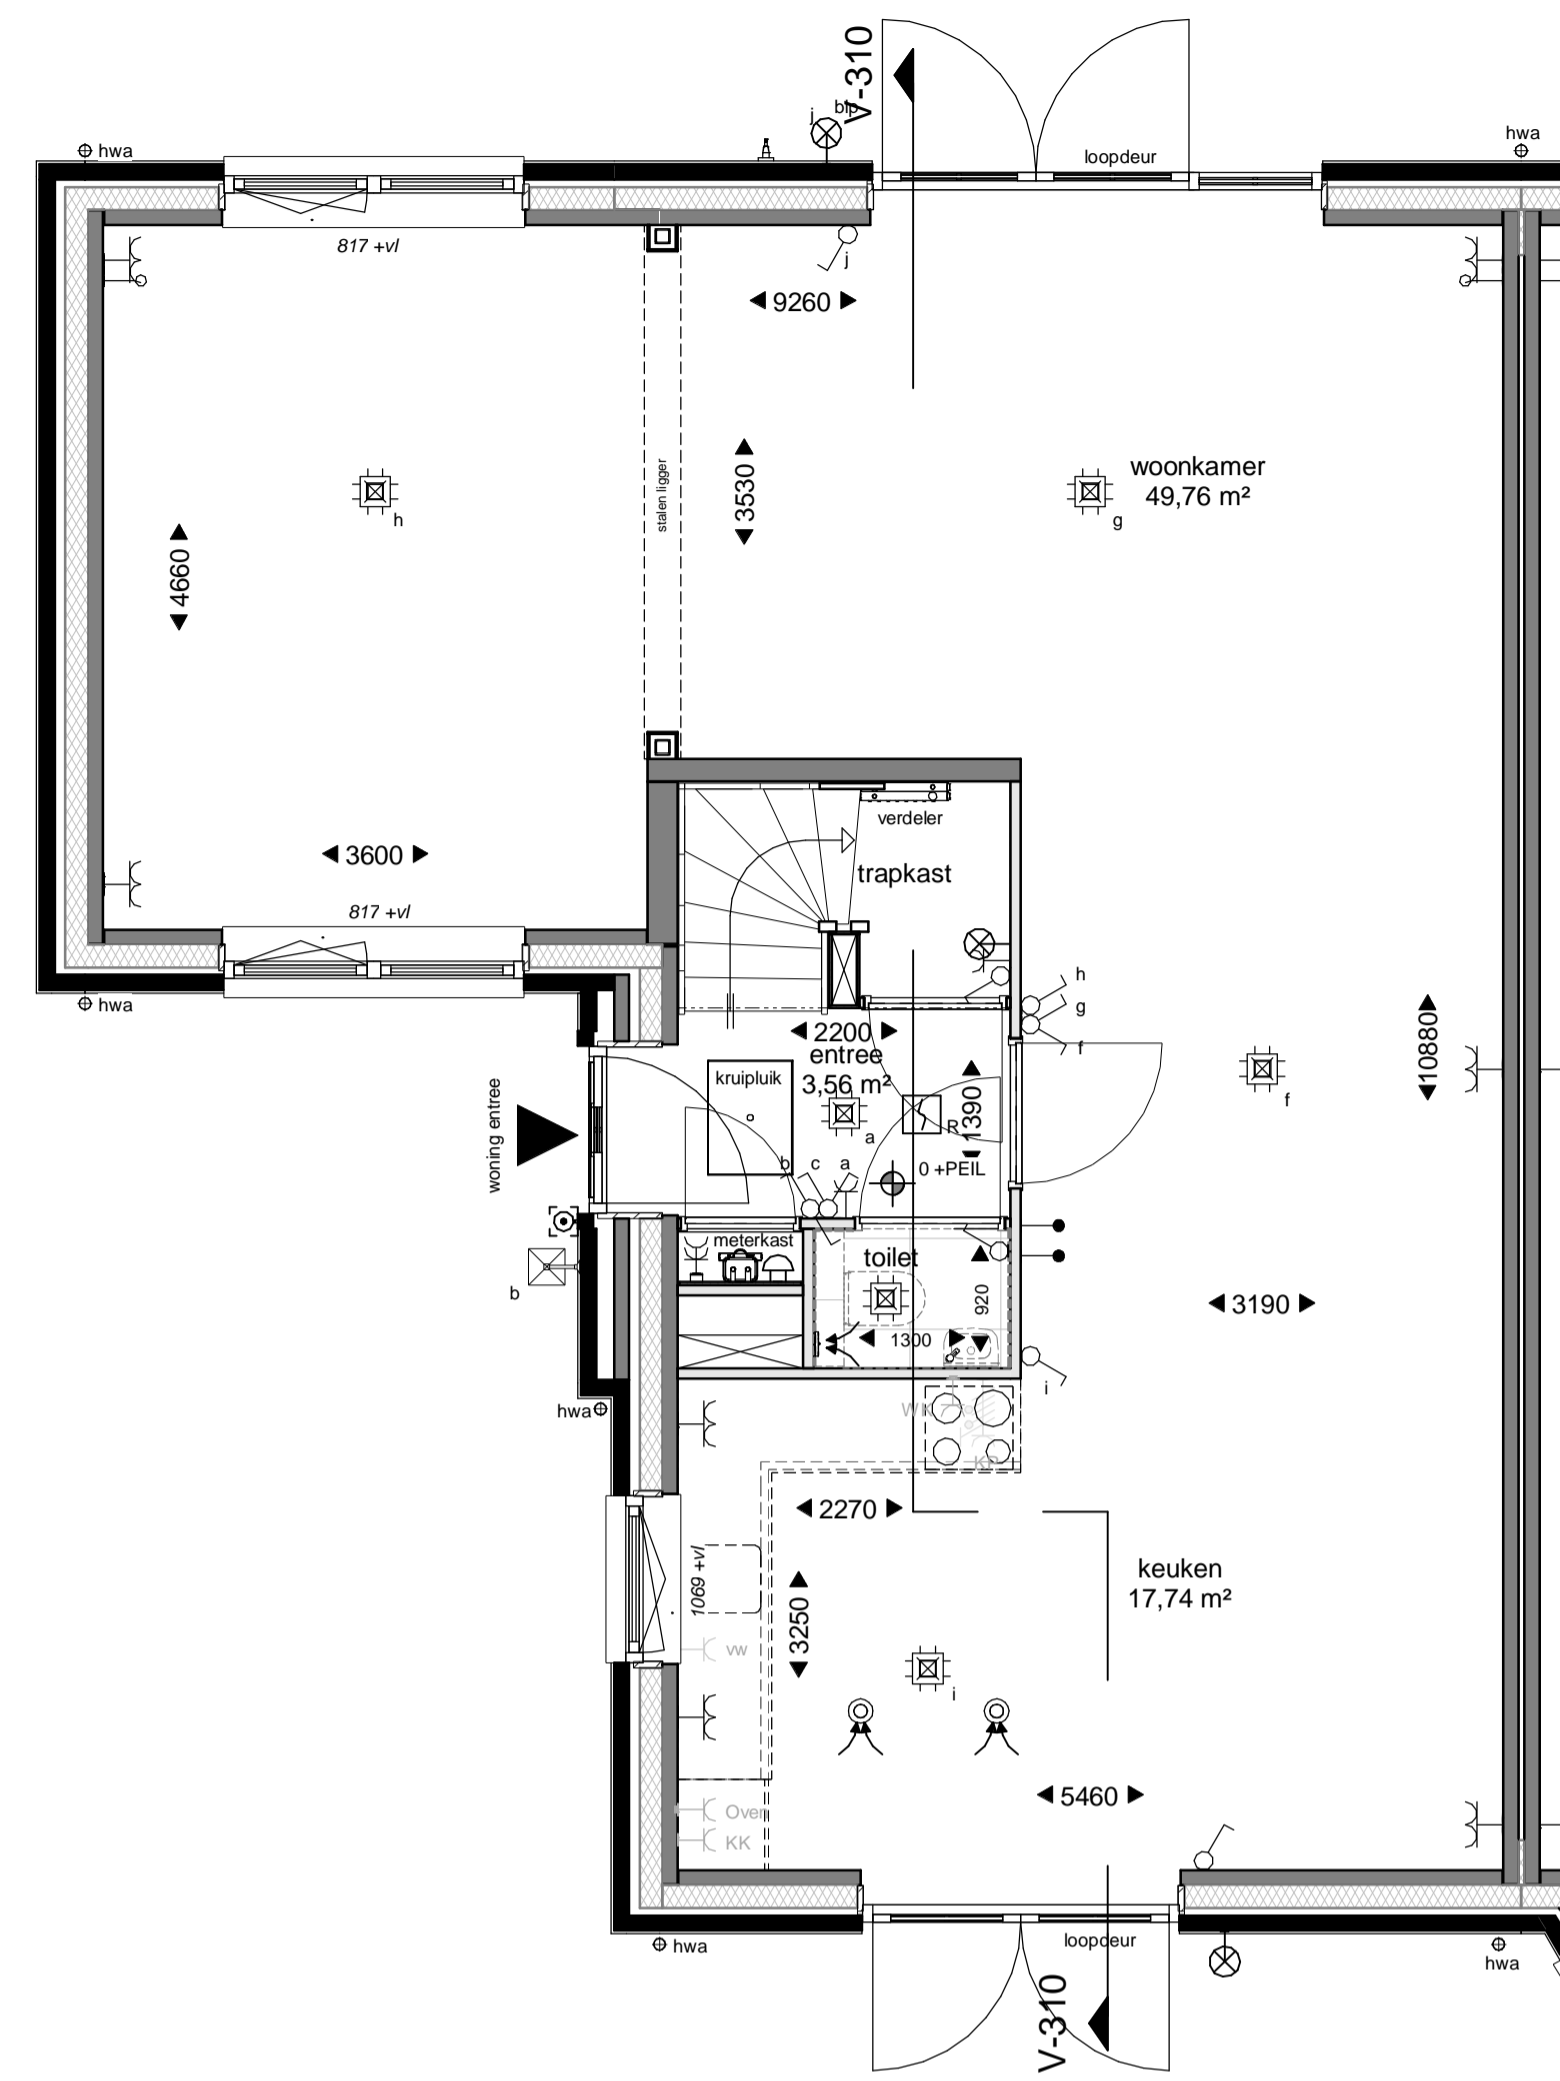 V-310
j
blp
hwa
loopdeur
hwa
817 +vl
j
9260
woonkamer
49,76 m²
stalen ligger
3530
h
g
4660
verdeler
3600
trapkast
817 +vl
h
hwa
g
2200
f
entree
3,56 m²
10880
kruipluik
woning entree
f
1390
R
a
b
c
a
0 +PEIL
meterkast
toilet
b
920
3190
1300
i
hwa
WK
KP
2270
1069 +vl
keuken
17,74 m²
3250
vw
i
5460
Oven
KK
loopdeur
hwa
hwa
V-310